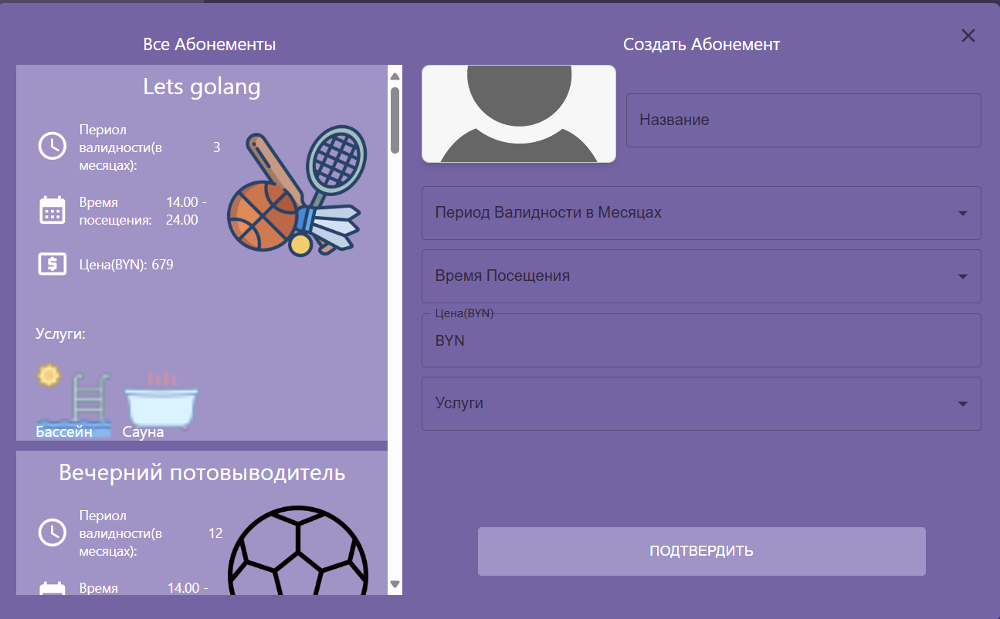 Все Абонементы
Lets golang
Периол
валидности(в
месяцах):
3
Время
посещения:
14.00 -
24.00
Цена(BYN): 679
Услуги:
Бассейн
Сауна
Вечерний потовыводитель
Периол
валидности(в
месяцах):
12
Время
14.00 -
Создать Абонемент
Название
Период Валидности в Месяцах
Время Посещения
Цена(BYN)
BYN
Услуги
ПОДТВЕРДИТЬ